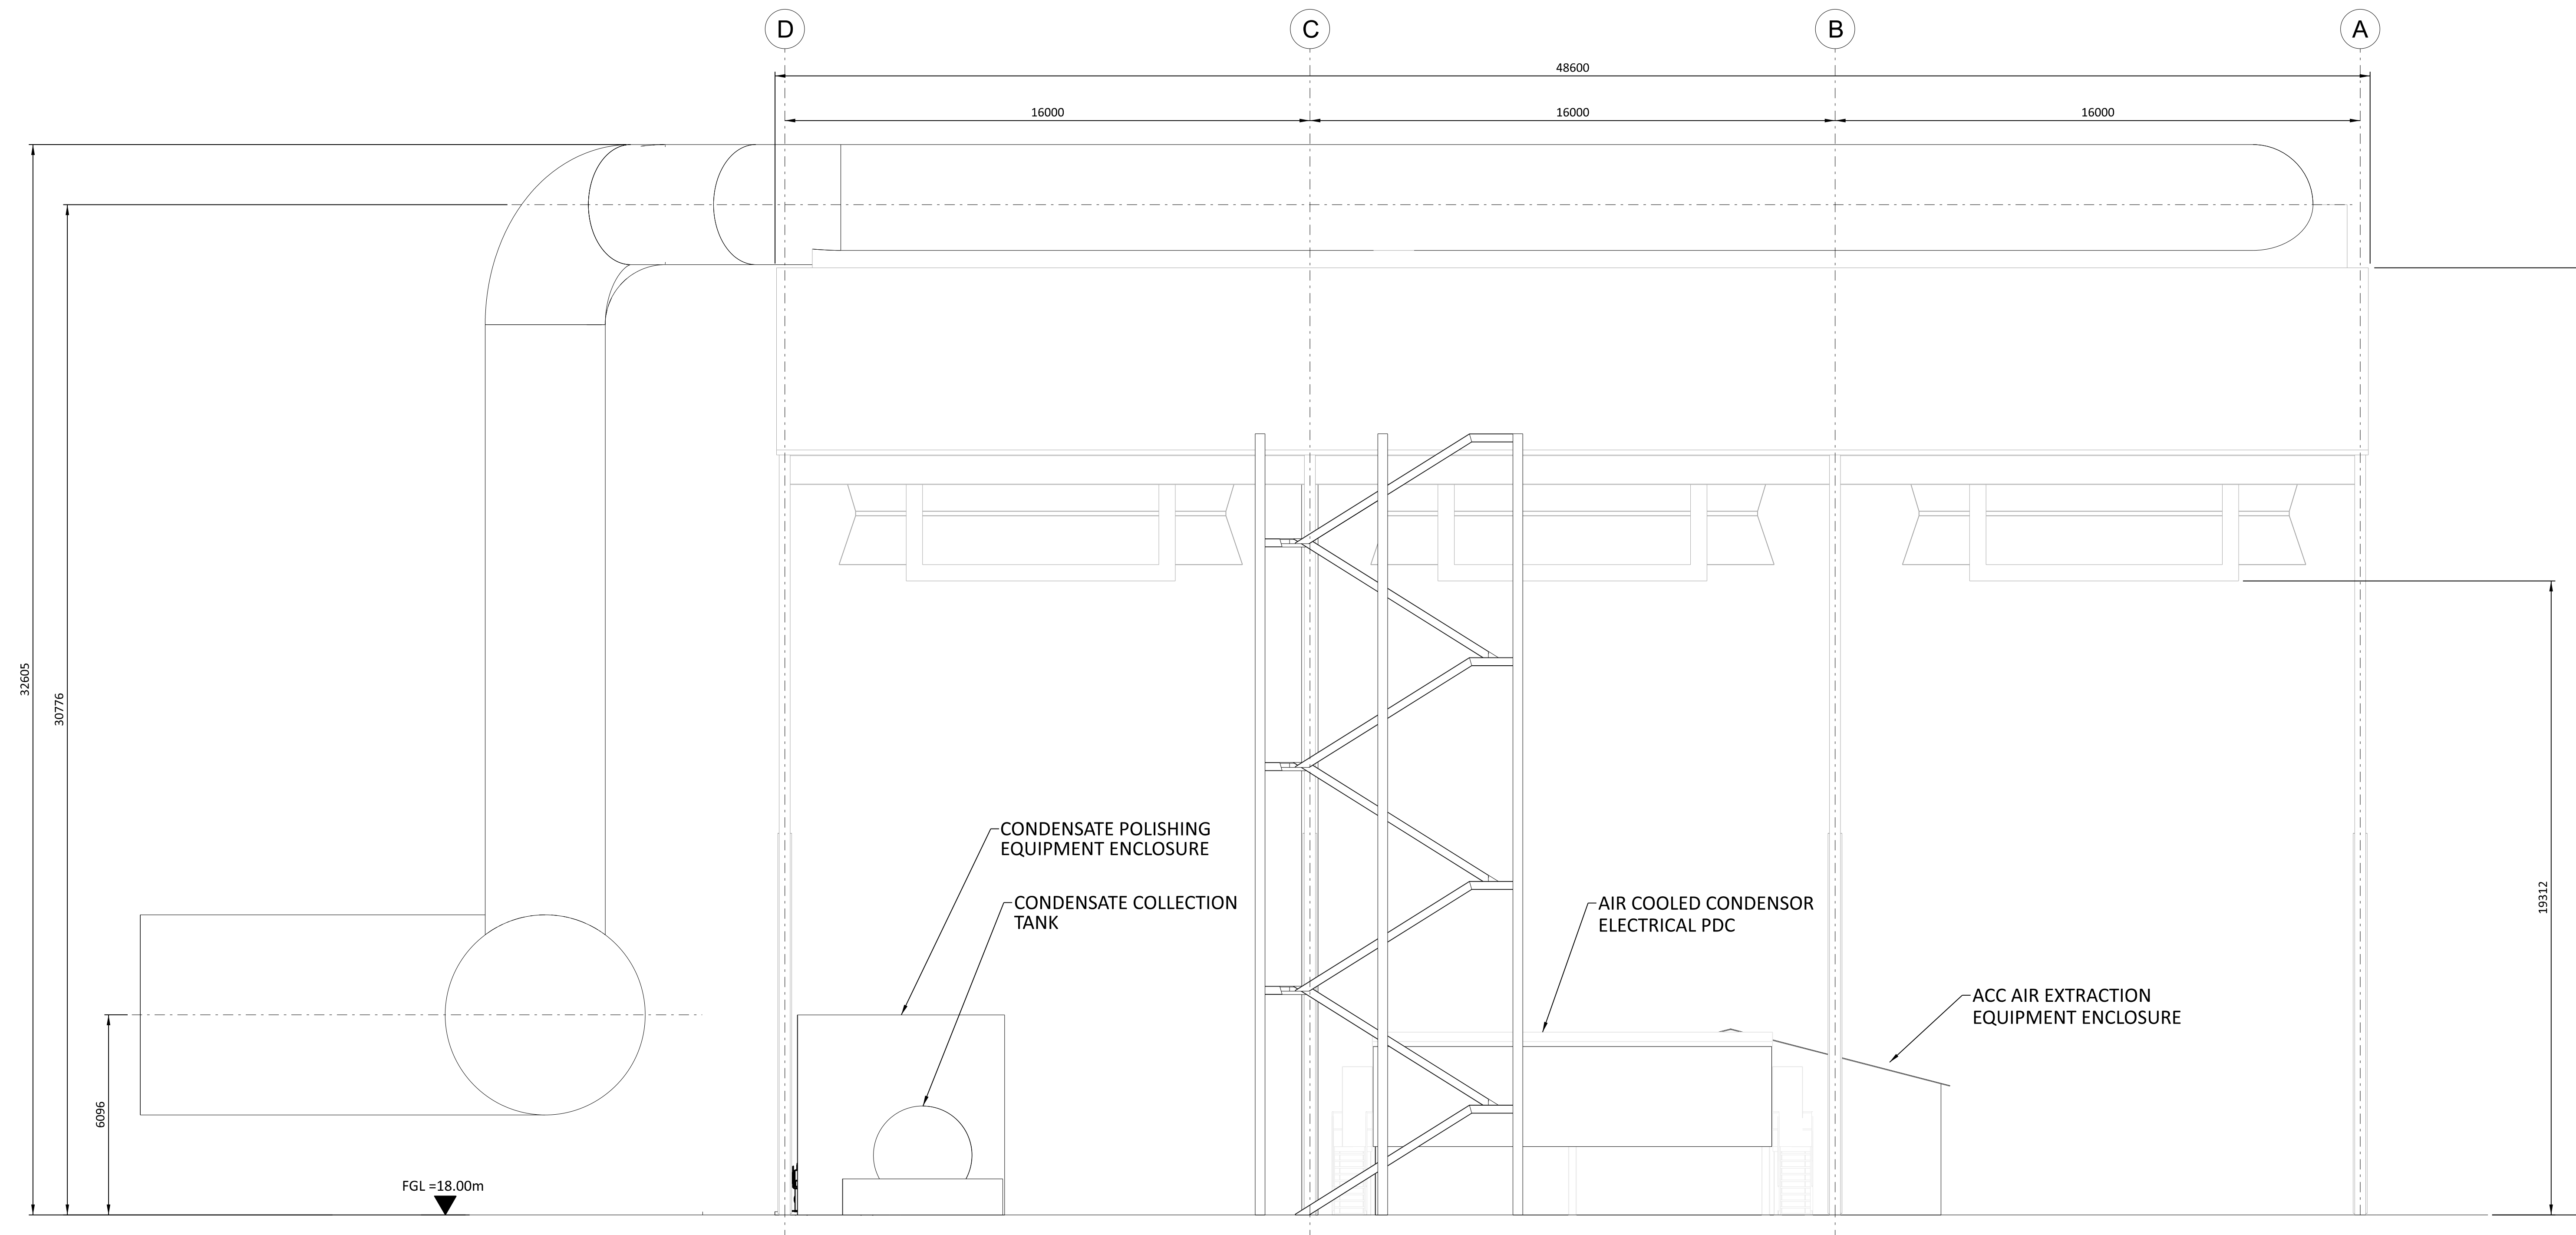 D
C
B
A
48600
16000
16000
16000
32605
30776
CONDENSATE POLISHING
EQUIPMENT ENCLOSURE
CONDENSATE COLLECTION
TANK
AIR COOLED CONDENSOR
ELECTRICAL PDC
19312
ACC AIR EXTRACTION
EQUIPMENT ENCLOSURE
6096
FGL =18.00m